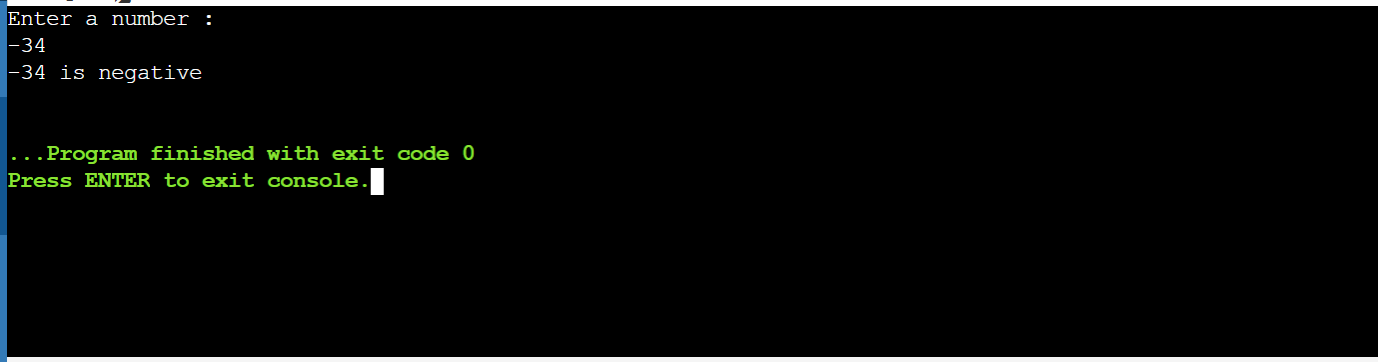 Enter a number :
-34
-34 is negative
...Program finished with exit code 0
Press ENTER to exit console.